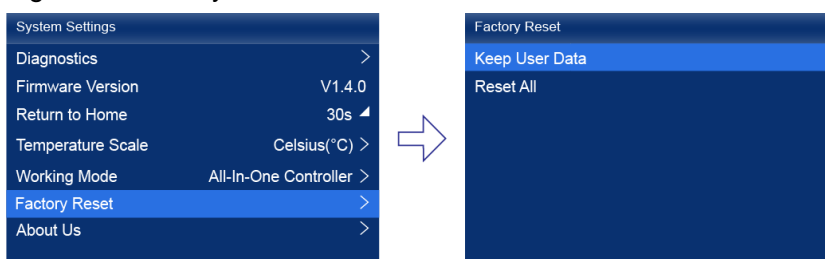 System Settings
Diagnostics >
Firmware Version V1.4.0
Return to Home 30s
Temperature Scale Celsius(°C) >
Working Mode All-In-One Controller >
Factory Reset >
About Us >
Factory Reset
Keep User Data
Reset All